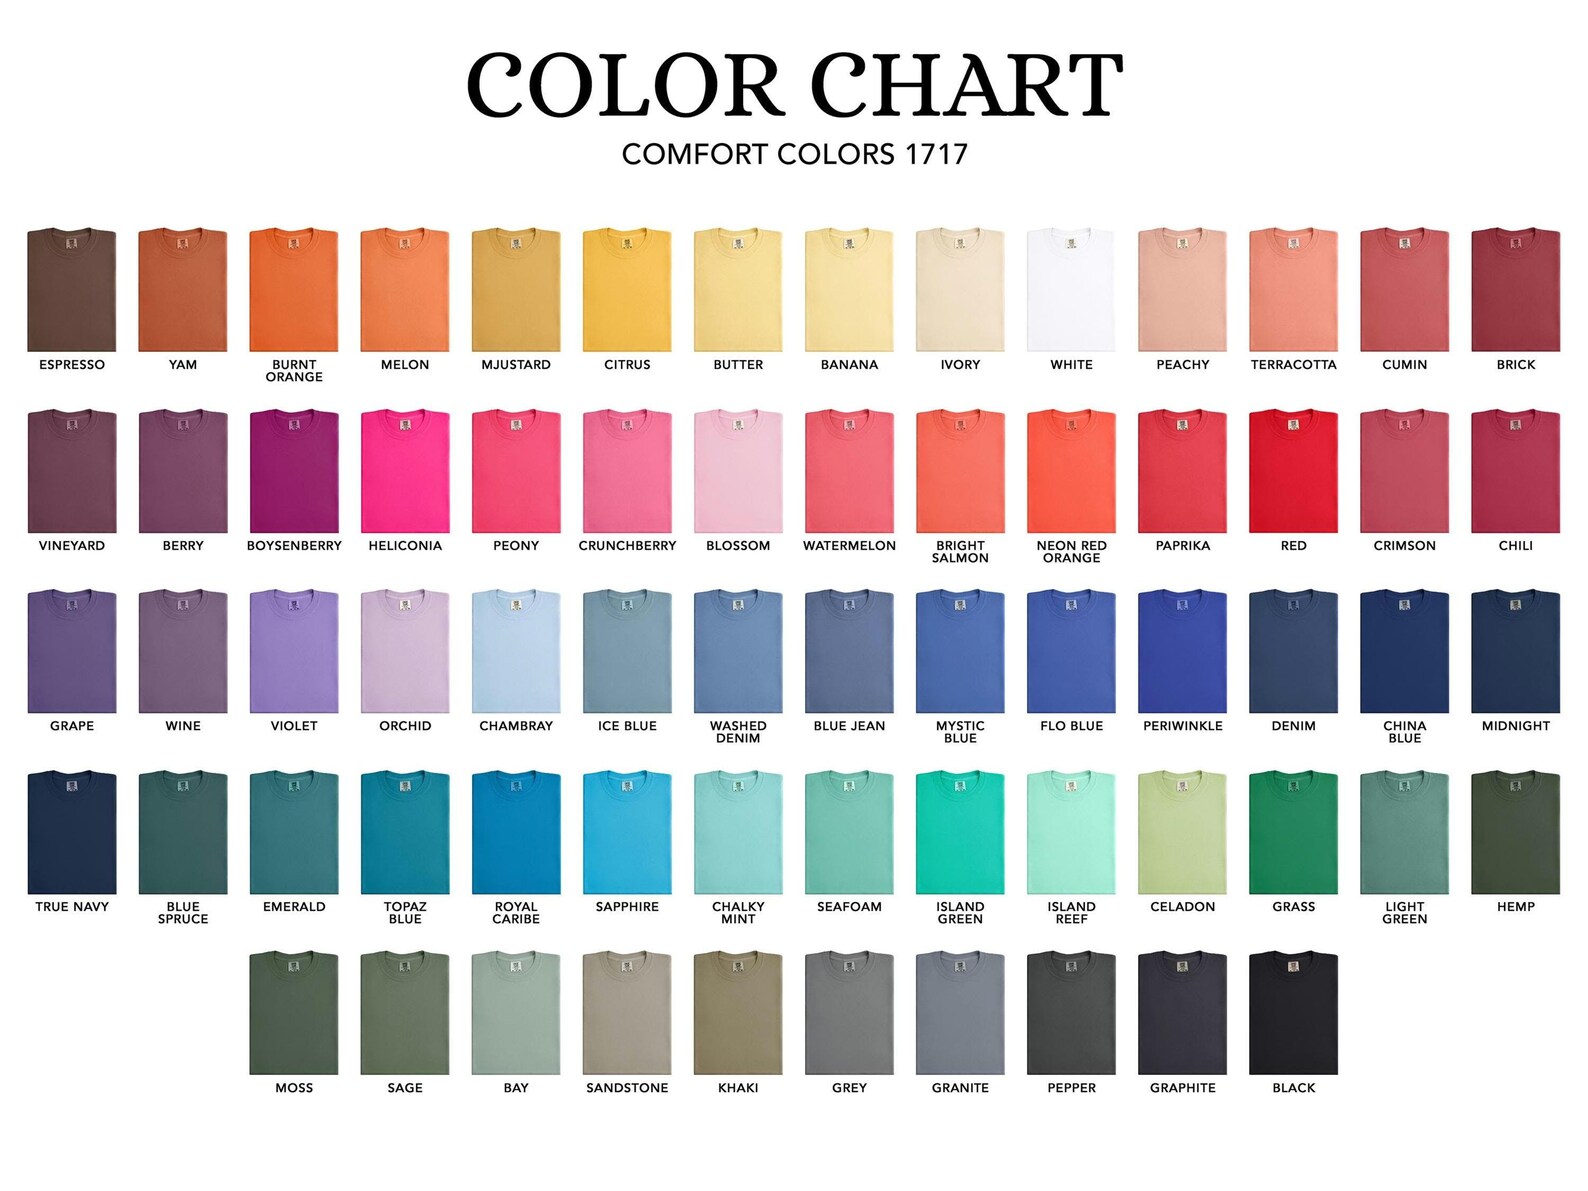 COLOR CHART
COMFORT COLORS 1717
ESPRESSO
YAM
BURNT
ORANGE
MELON
MJUSTARD
CITRUS
BUTTER
BANANA
IVORY
WHITE
PEACHY
TERRACOTTA
CUMIN
BRICK
VINEYARD
BERRY
BOYSENBERRY
HELICONIA
PEONY
CRUNCHBERRY
BLOSSOM
WATERMELON
BRIGHT
SALMON
NEON RED
ORANGE
PAPRIKA
RED
CRIMSON
CHILI
GRAPE
WINE
VIOLET
ORCHID
CHAMBRAY
ICE BLUE
WASHED
DENIM
BLUE JEAN
MYSTIC
BLUE
FLO BLUE
PERIWINKLE
DENIM
CHINA
BLUE
MIDNIGHT
TRUE NAVY
BLUE
SPRUCE
EMERALD
TOPAZ
BLUE
ROYAL
CARIBE
SAPPHIRE
CHALKY
MINT
SEAFOAM
ISLAND
GREEN
ISLAND
REEF
CELADON
GRASS
LIGHT
GREEN
HEMP
MOSS
SAGE
BAY
SANDSTONE
KHAKI
GREY
GRANITE
PEPPER
GRAPHITE
BLACK